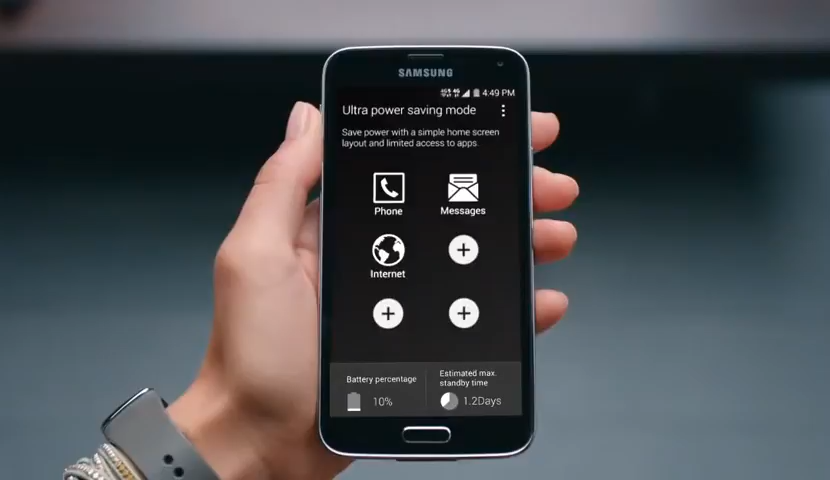 SAMSUNG
4:49 PM
Ultra power saving mode
Save power with a simple home screen
layout and limited access to apps.
Phone
Messages
Internet
Battery percentage
10%
Estimated max.
standby time
1.2Days